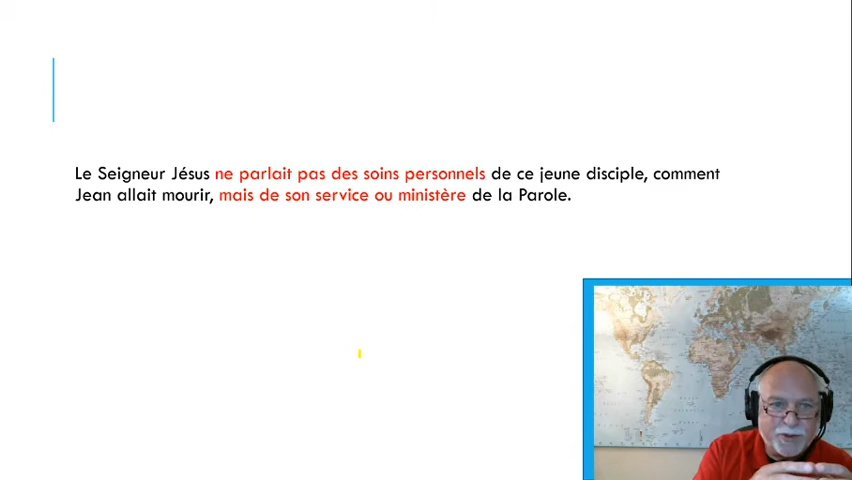 Le Seigneur Jésus ne parlait pas des soins personnels de ce jeune disciple, comment
Jean allait mourir, mais de son service ou ministère de la Parole.